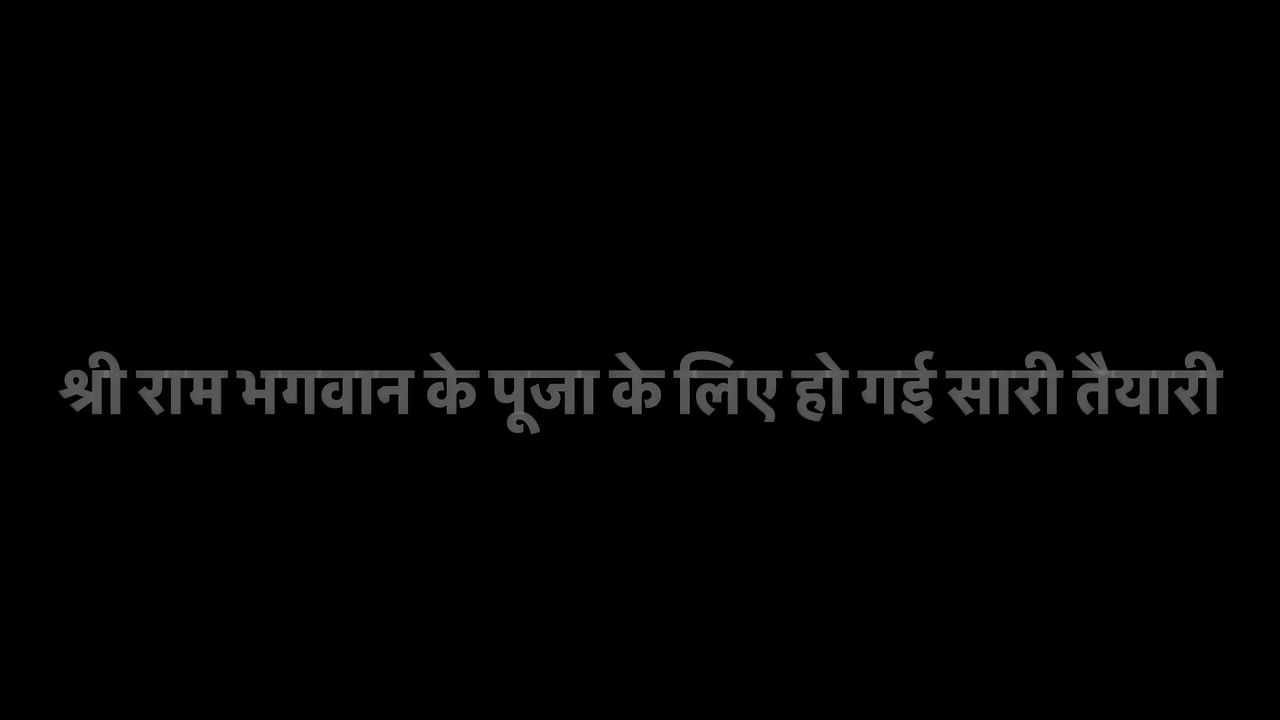 श्री राम भगवान के पूजा के लिए हो गई सारी तैयारी